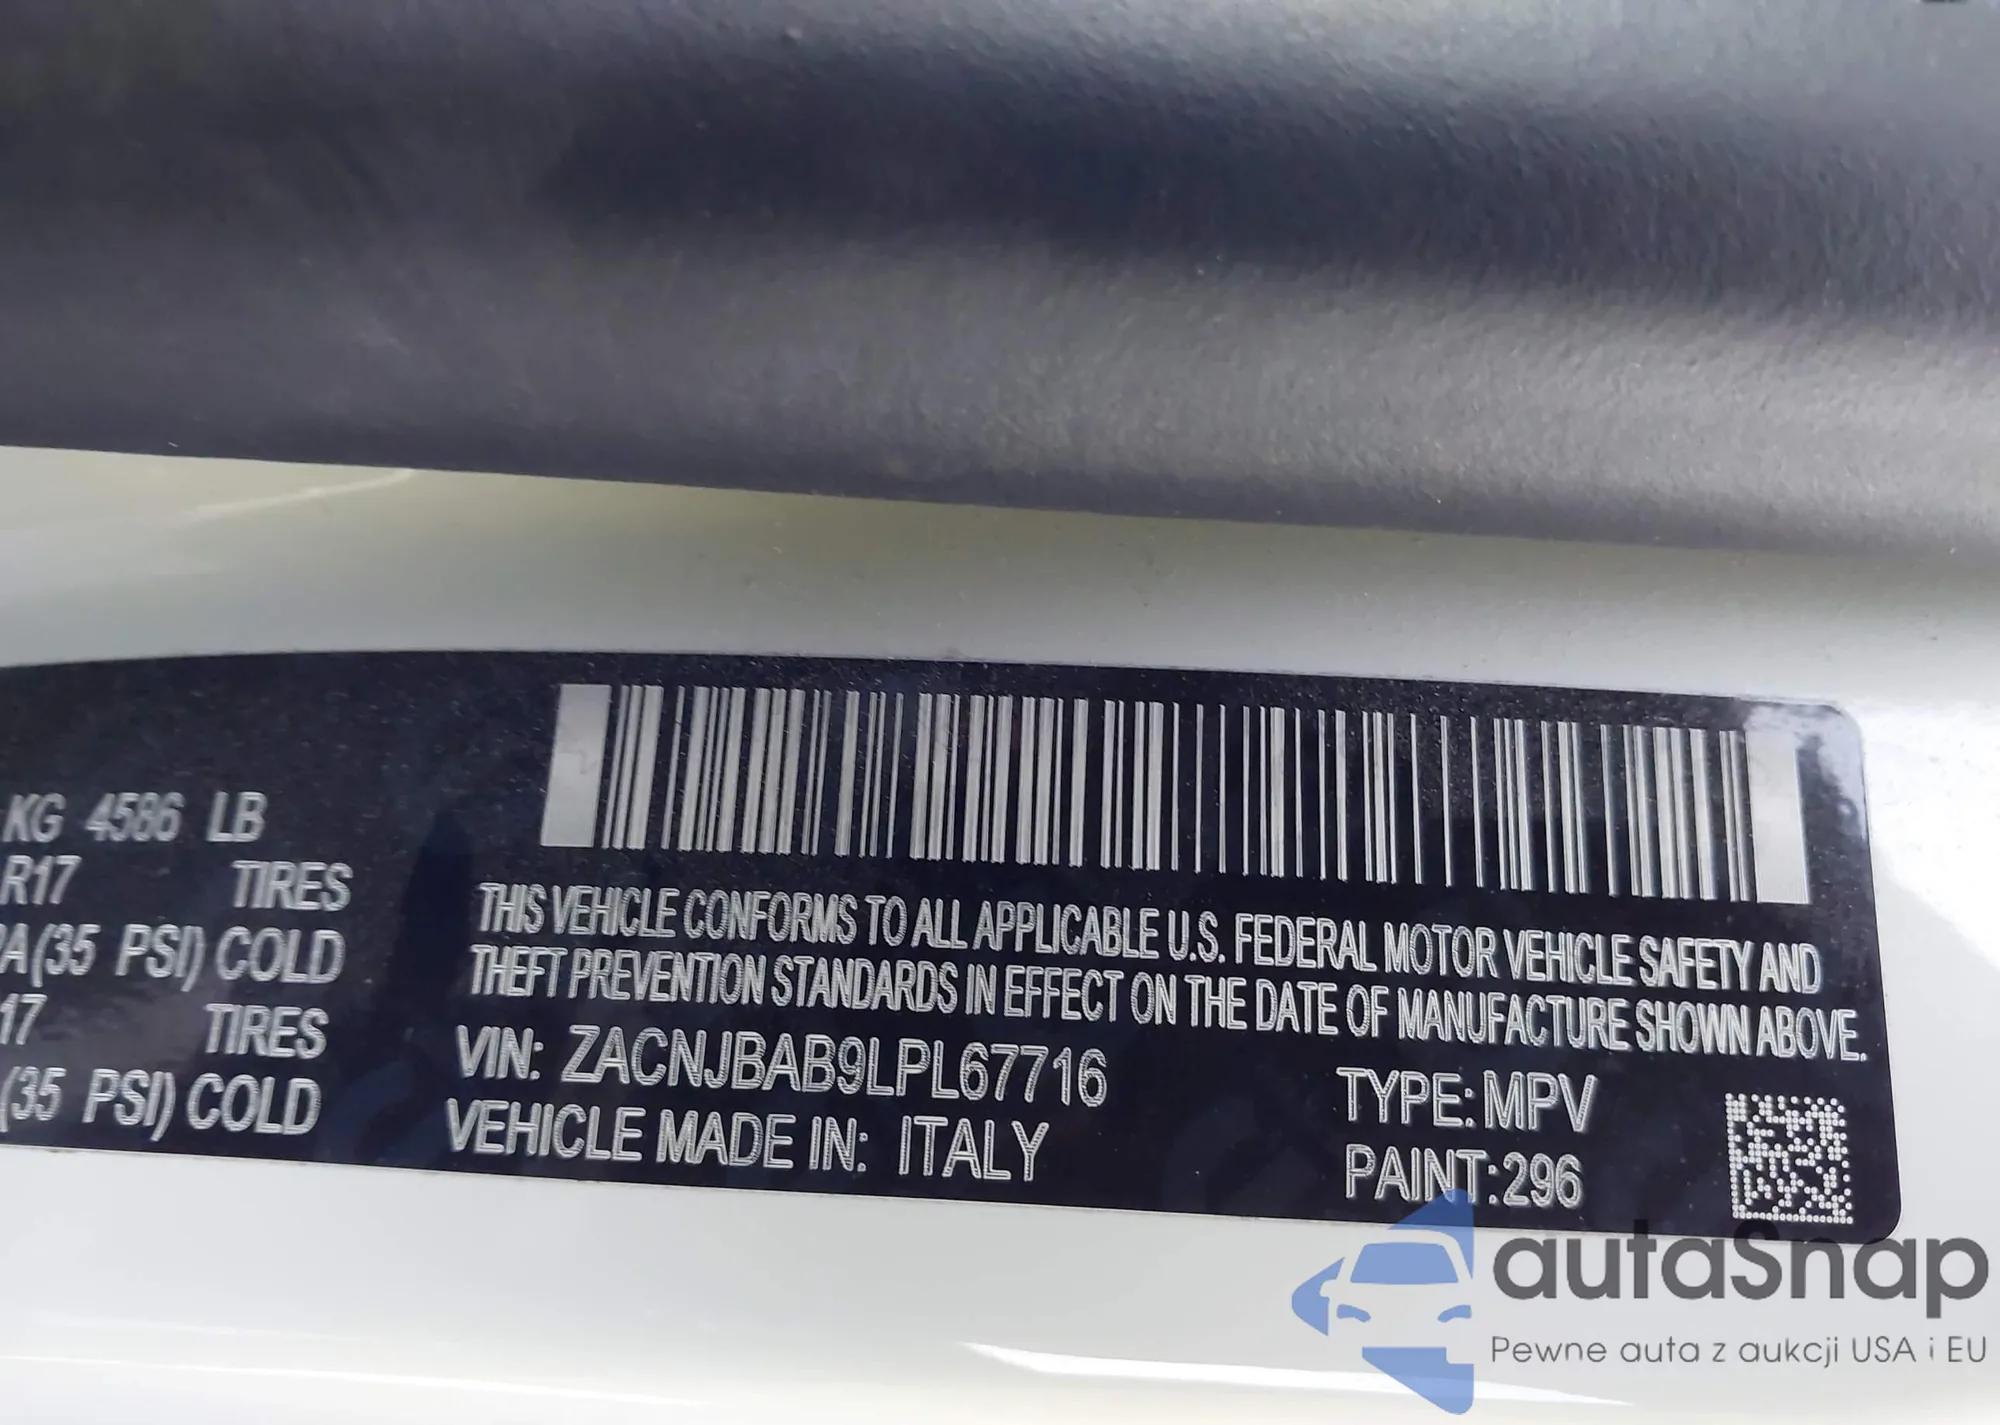 KG 4586 LB
R17 TIRES
PA(35 PSI) COLD
17 TIRES
(35 PSI) COLD
THIS VEHICLE CONFORMS TO ALL APPLICABLE U.S. FEDERAL MOTOR VEHICLE SAFETY AND
THEFT PREVENTION STANDARDS IN EFFECT ON THE DATE OF MANUFACTURE SHOWN ABOVE.
VIN: ZACNJBAB9LPL67716
VEHICLE MADE IN: ITALY
TYPE: MPV
PAINT: 296
autaSnap
Pewne auta z aukcji USA i EU